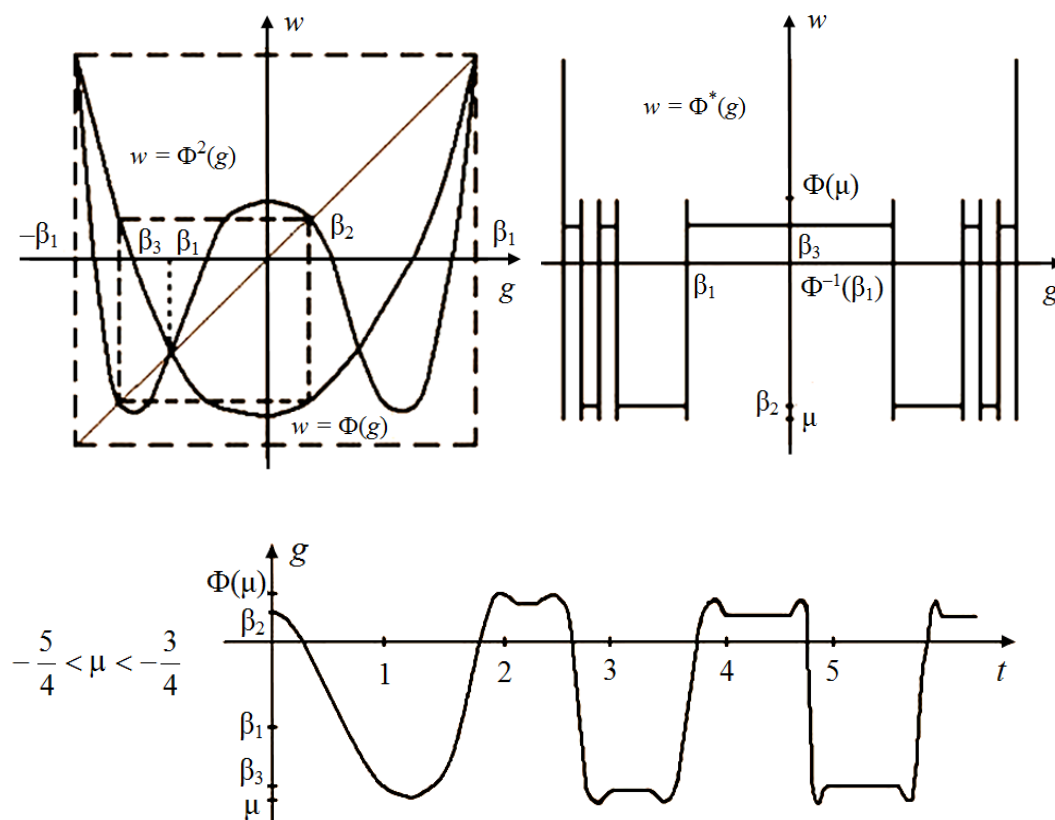 w
w = Φ²(g)
–β₁ β₃ β₁ β₂ β₁
g
w = Φ(g)
w
w = Φ*(g)
Φ(μ)
β₃
β₁ Φ⁻¹(β₁) g
β₂
μ
g
Φ(μ)
β₂
-5/4 < μ < -3/4
1 2 3 4 5 t
β₁
β₃
μ